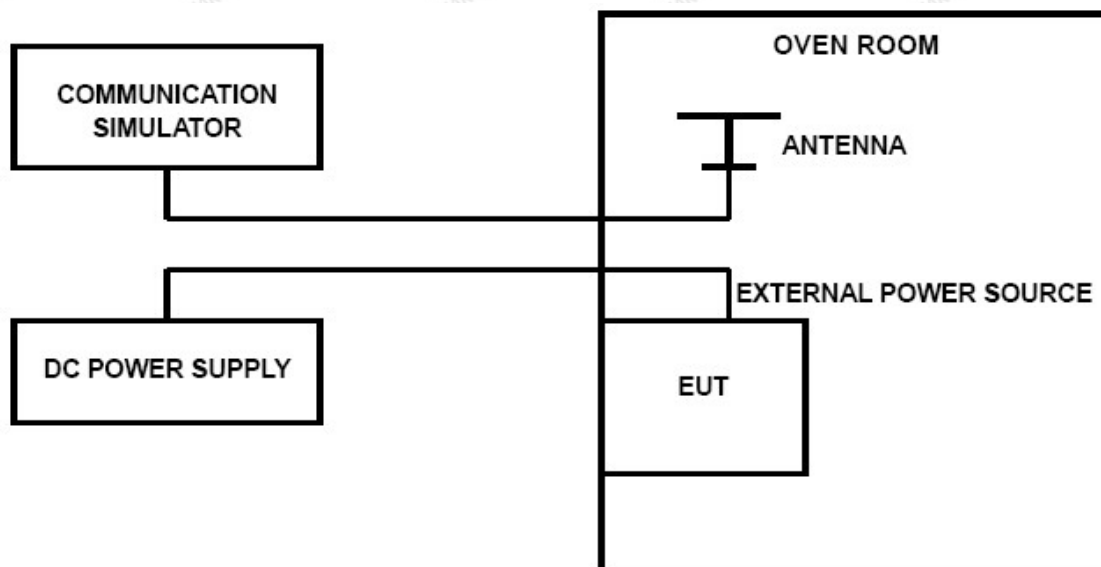 OVEN ROOM
COMMUNICATION
SIMULATOR
ANTENNA
EXTERNAL POWER SOURCE
DC POWER SUPPLY
EUT